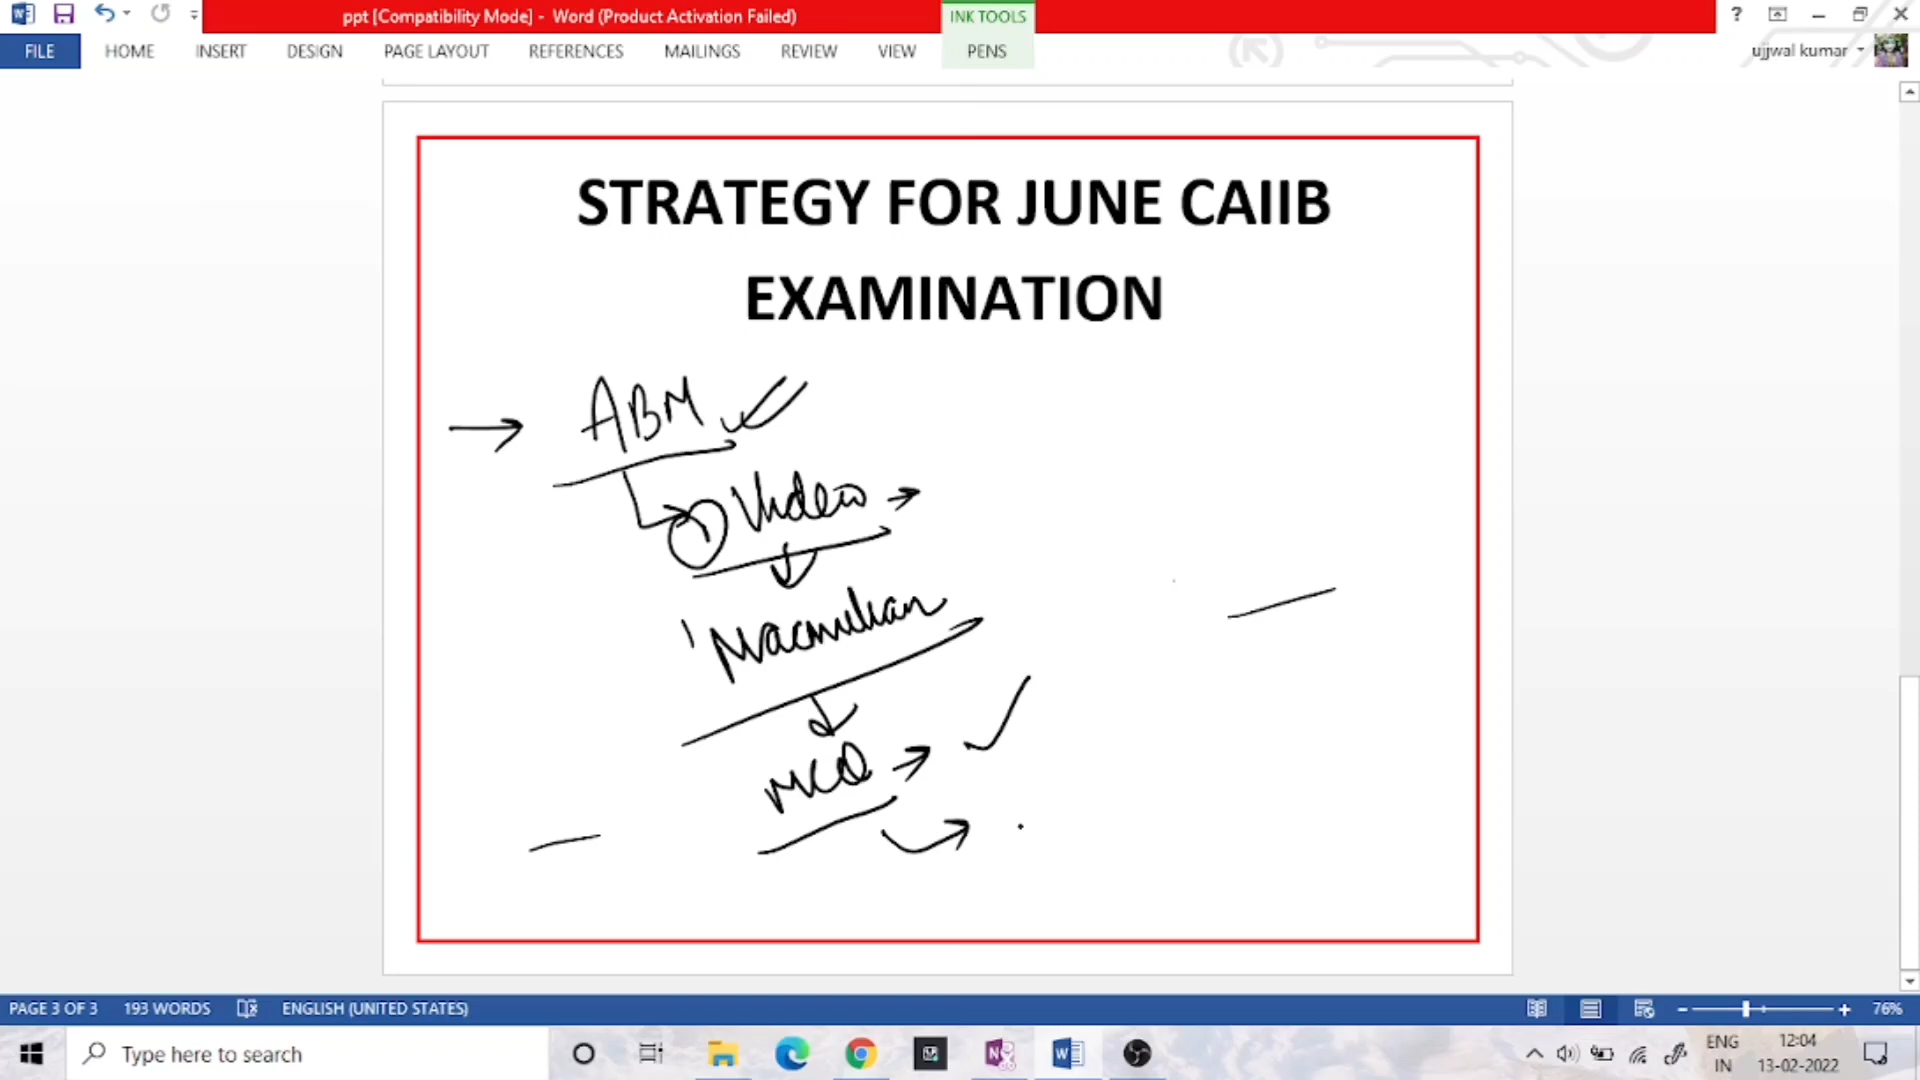 ppt [Compatibility Mode] - Word (Product Activation Failed)
INK TOOLS
?
FILE
HOME
INSERT
DESIGN
PAGE LAYOUT
REFERENCES
MAILINGS
REVIEW
VIEW
PENS
ujjwal kumar
STRATEGY FOR JUNE CAIIB
EXAMINATION
→ ABM
1 Video →
Macmillan
MCQ →
PAGE 3 OF 3
193 WORDS
ENGLISH (UNITED STATES)
76%
Type here to search
ENG
IN
12:04
13-02-2022